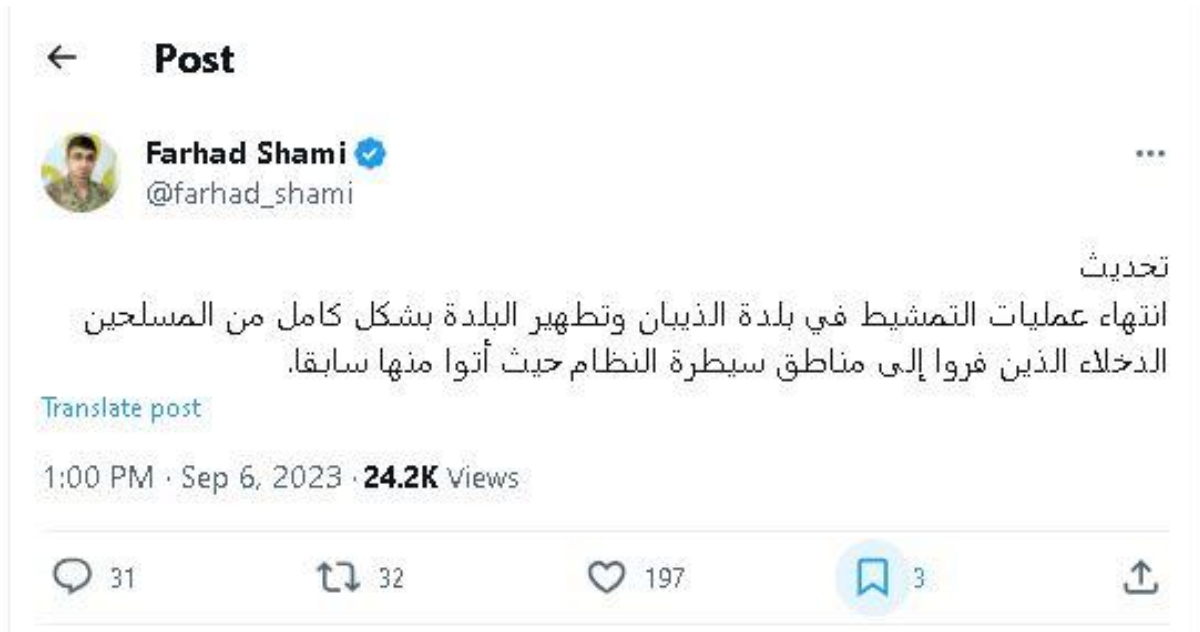 Post
Farhad Shami
@farhad_shami
تحديث
انتهاء عمليات التمشيط في بلدة الذيبان وتطهير البلدة بشكل كامل من المسلحين
الدخلاء الذين فروا إلى مناطق سيطرة النظام حيث أتوا منها سابقا.
Translate post
1:00 PM · Sep 6, 2023 · 24.2K Views
31 32 197 3